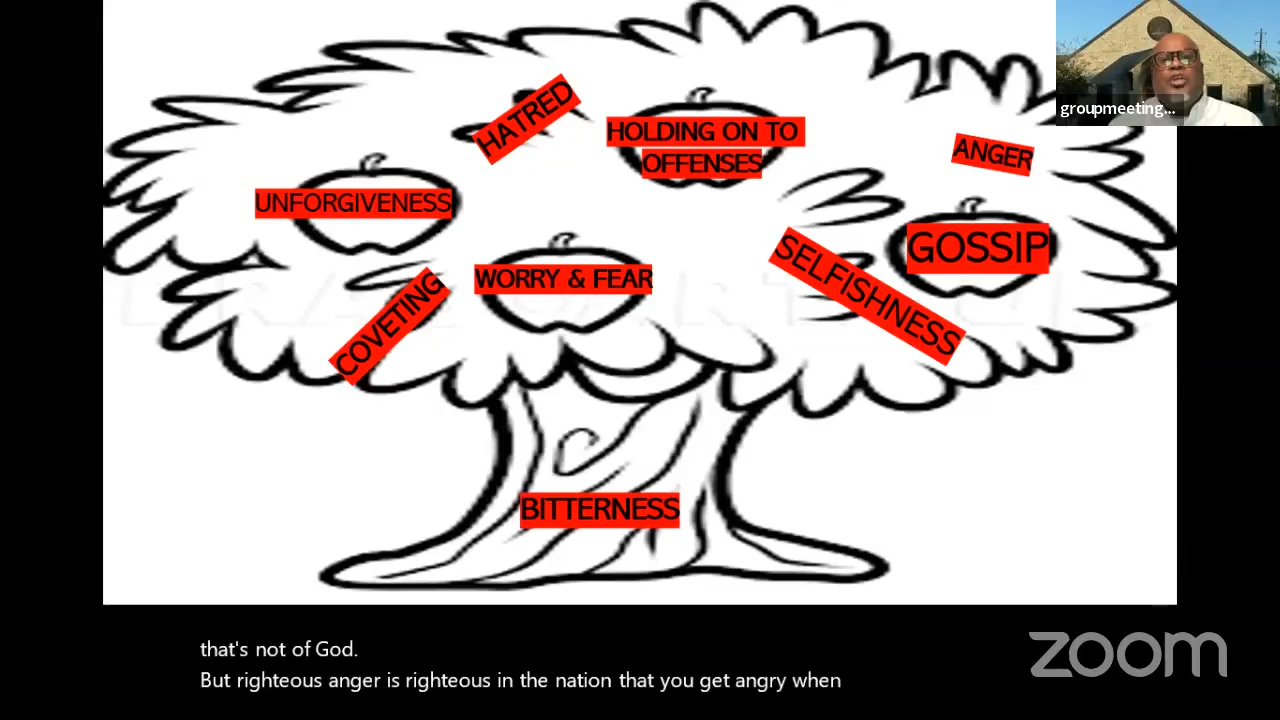 HATRED
HOLDING ON TO
OFFENSES
ANGER
UNFORGIVENESS
GOSSIP
WORRY & FEAR
SELFISHNESS
COVETING
BITTERNESS
groupmeeting...
that's not of God.
But righteous anger is righteous in the nation that you get angry when
zoom